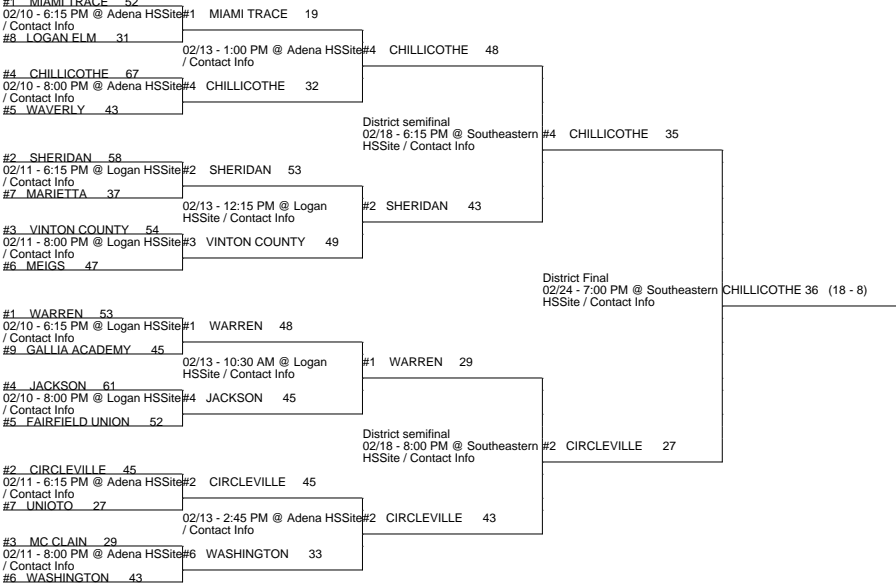 #1 MIAMI TRACE 52
02/10 - 6:15 PM @ Adena HSSite
/ Contact Info
#8 LOGAN ELM 31
#1 MIAMI TRACE 19
02/13 - 1:00 PM @ Adena HSSite
/ Contact Info
#4 CHILLICOTHE 67
02/10 - 8:00 PM @ Adena HSSite
/ Contact Info
#5 WAVERLY 43
#4 CHILLICOTHE 32
#4 CHILLICOTHE 48
District semifinal
02/18 - 6:15 PM @ Southeastern
HSSite / Contact Info
#2 SHERIDAN 58
02/11 - 6:15 PM @ Logan HSSite
/ Contact Info
#7 MARIETTA 37
#2 SHERIDAN 53
02/13 - 12:15 PM @ Logan
HSSite / Contact Info
#3 VINTON COUNTY 54
02/11 - 8:00 PM @ Logan HSSite
/ Contact Info
#6 MEIGS 47
#3 VINTON COUNTY 49
#2 SHERIDAN 43
#4 CHILLICOTHE 35
District Final
02/24 - 7:00 PM @ Southeastern
HSSite / Contact Info
CHILLICOTHE 36 (18 - 8)
#1 WARREN 53
02/10 - 6:15 PM @ Logan HSSite
/ Contact Info
#9 GALLIA ACADEMY 45
#1 WARREN 48
02/13 - 10:30 AM @ Logan
HSSite / Contact Info
#4 JACKSON 61
02/10 - 8:00 PM @ Logan HSSite
/ Contact Info
#5 FAIRFIELD UNION 52
#4 JACKSON 45
#1 WARREN 29
District semifinal
02/18 - 8:00 PM @ Southeastern
HSSite / Contact Info
#2 CIRCLEVILLE 45
02/11 - 6:15 PM @ Adena HSSite
/ Contact Info
#7 UNIOTO 27
#2 CIRCLEVILLE 45
02/13 - 2:45 PM @ Adena HSSite
/ Contact Info
#3 MC CLAIN 29
02/11 - 8:00 PM @ Adena HSSite
/ Contact Info
#6 WASHINGTON 43
#6 WASHINGTON 33
#2 CIRCLEVILLE 43
#2 CIRCLEVILLE 27